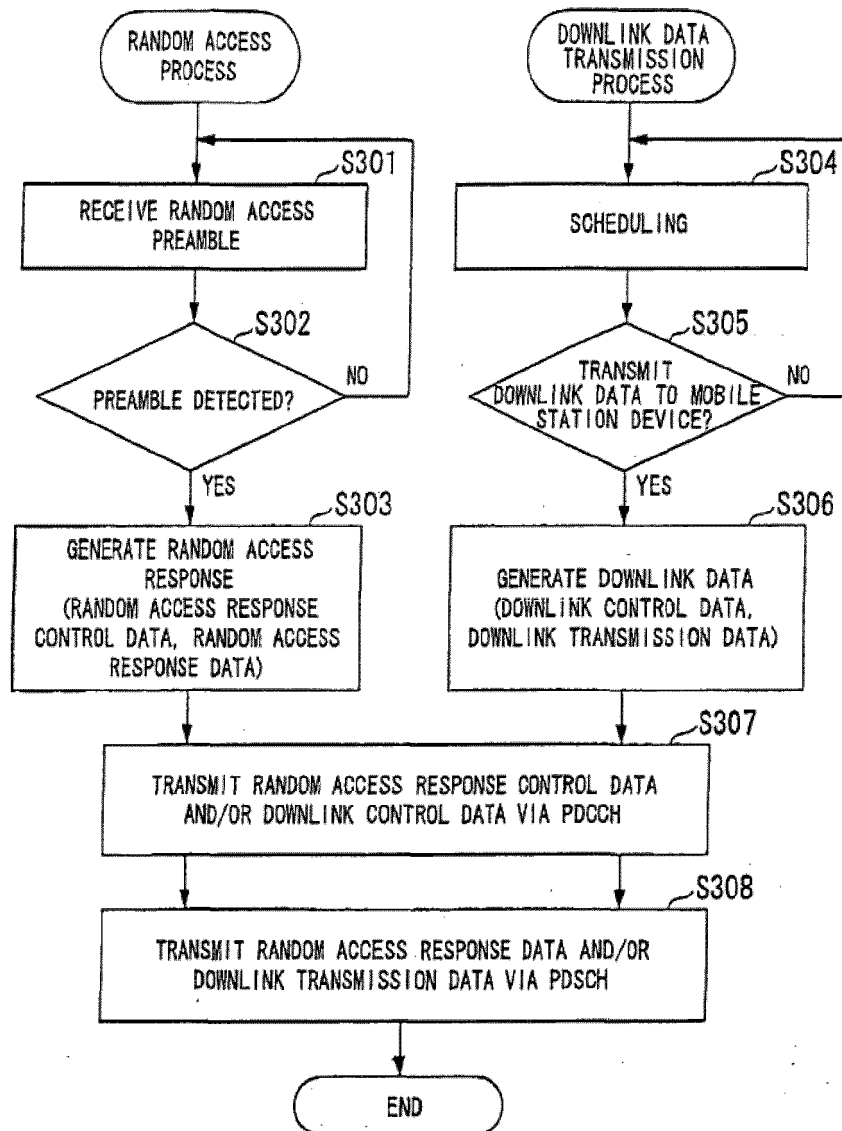 RANDOM ACCESS
PROCESS
S301
RECEIVE RANDOM ACCESS
PREAMBLE
S302
PREAMBLE DETECTED?
NO
YES
S303
GENERATE RANDOM ACCESS
RESPONSE
(RANDOM ACCESS RESPONSE
CONTROL DATA, RANDOM ACCESS
RESPONSE DATA)
DOWNLINK DATA
TRANSMISSION
PROCESS
S304
SCHEDULING
S305
TRANSMIT
DOWNLINK DATA TO MOBILE
STATION DEVICE?
NO
YES
S306
GENERATE DOWNLINK DATA
(DOWNLINK CONTROL DATA,
DOWNLINK TRANSMISSION DATA)
S307
TRANSMIT RANDOM ACCESS RESPONSE CONTROL DATA
AND/OR DOWNLINK CONTROL DATA VIA PDCCH
S308
TRANSMIT RANDOM ACCESS RESPONSE DATA AND/OR
DOWNLINK TRANSMISSION DATA VIA PDSCH
END